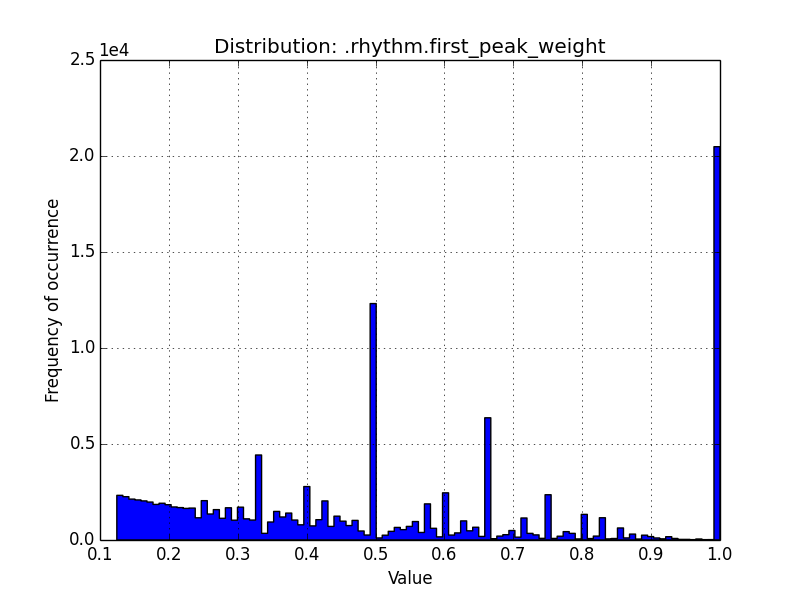 Distribution: .rhythm.first_peak_weight
1e4
2.5
2.0
1.5
1.0
0.5
0.0
Frequency of occurrence
0.1 0.2 0.3 0.4 0.5 0.6 0.7 0.8 0.9 1.0
Value